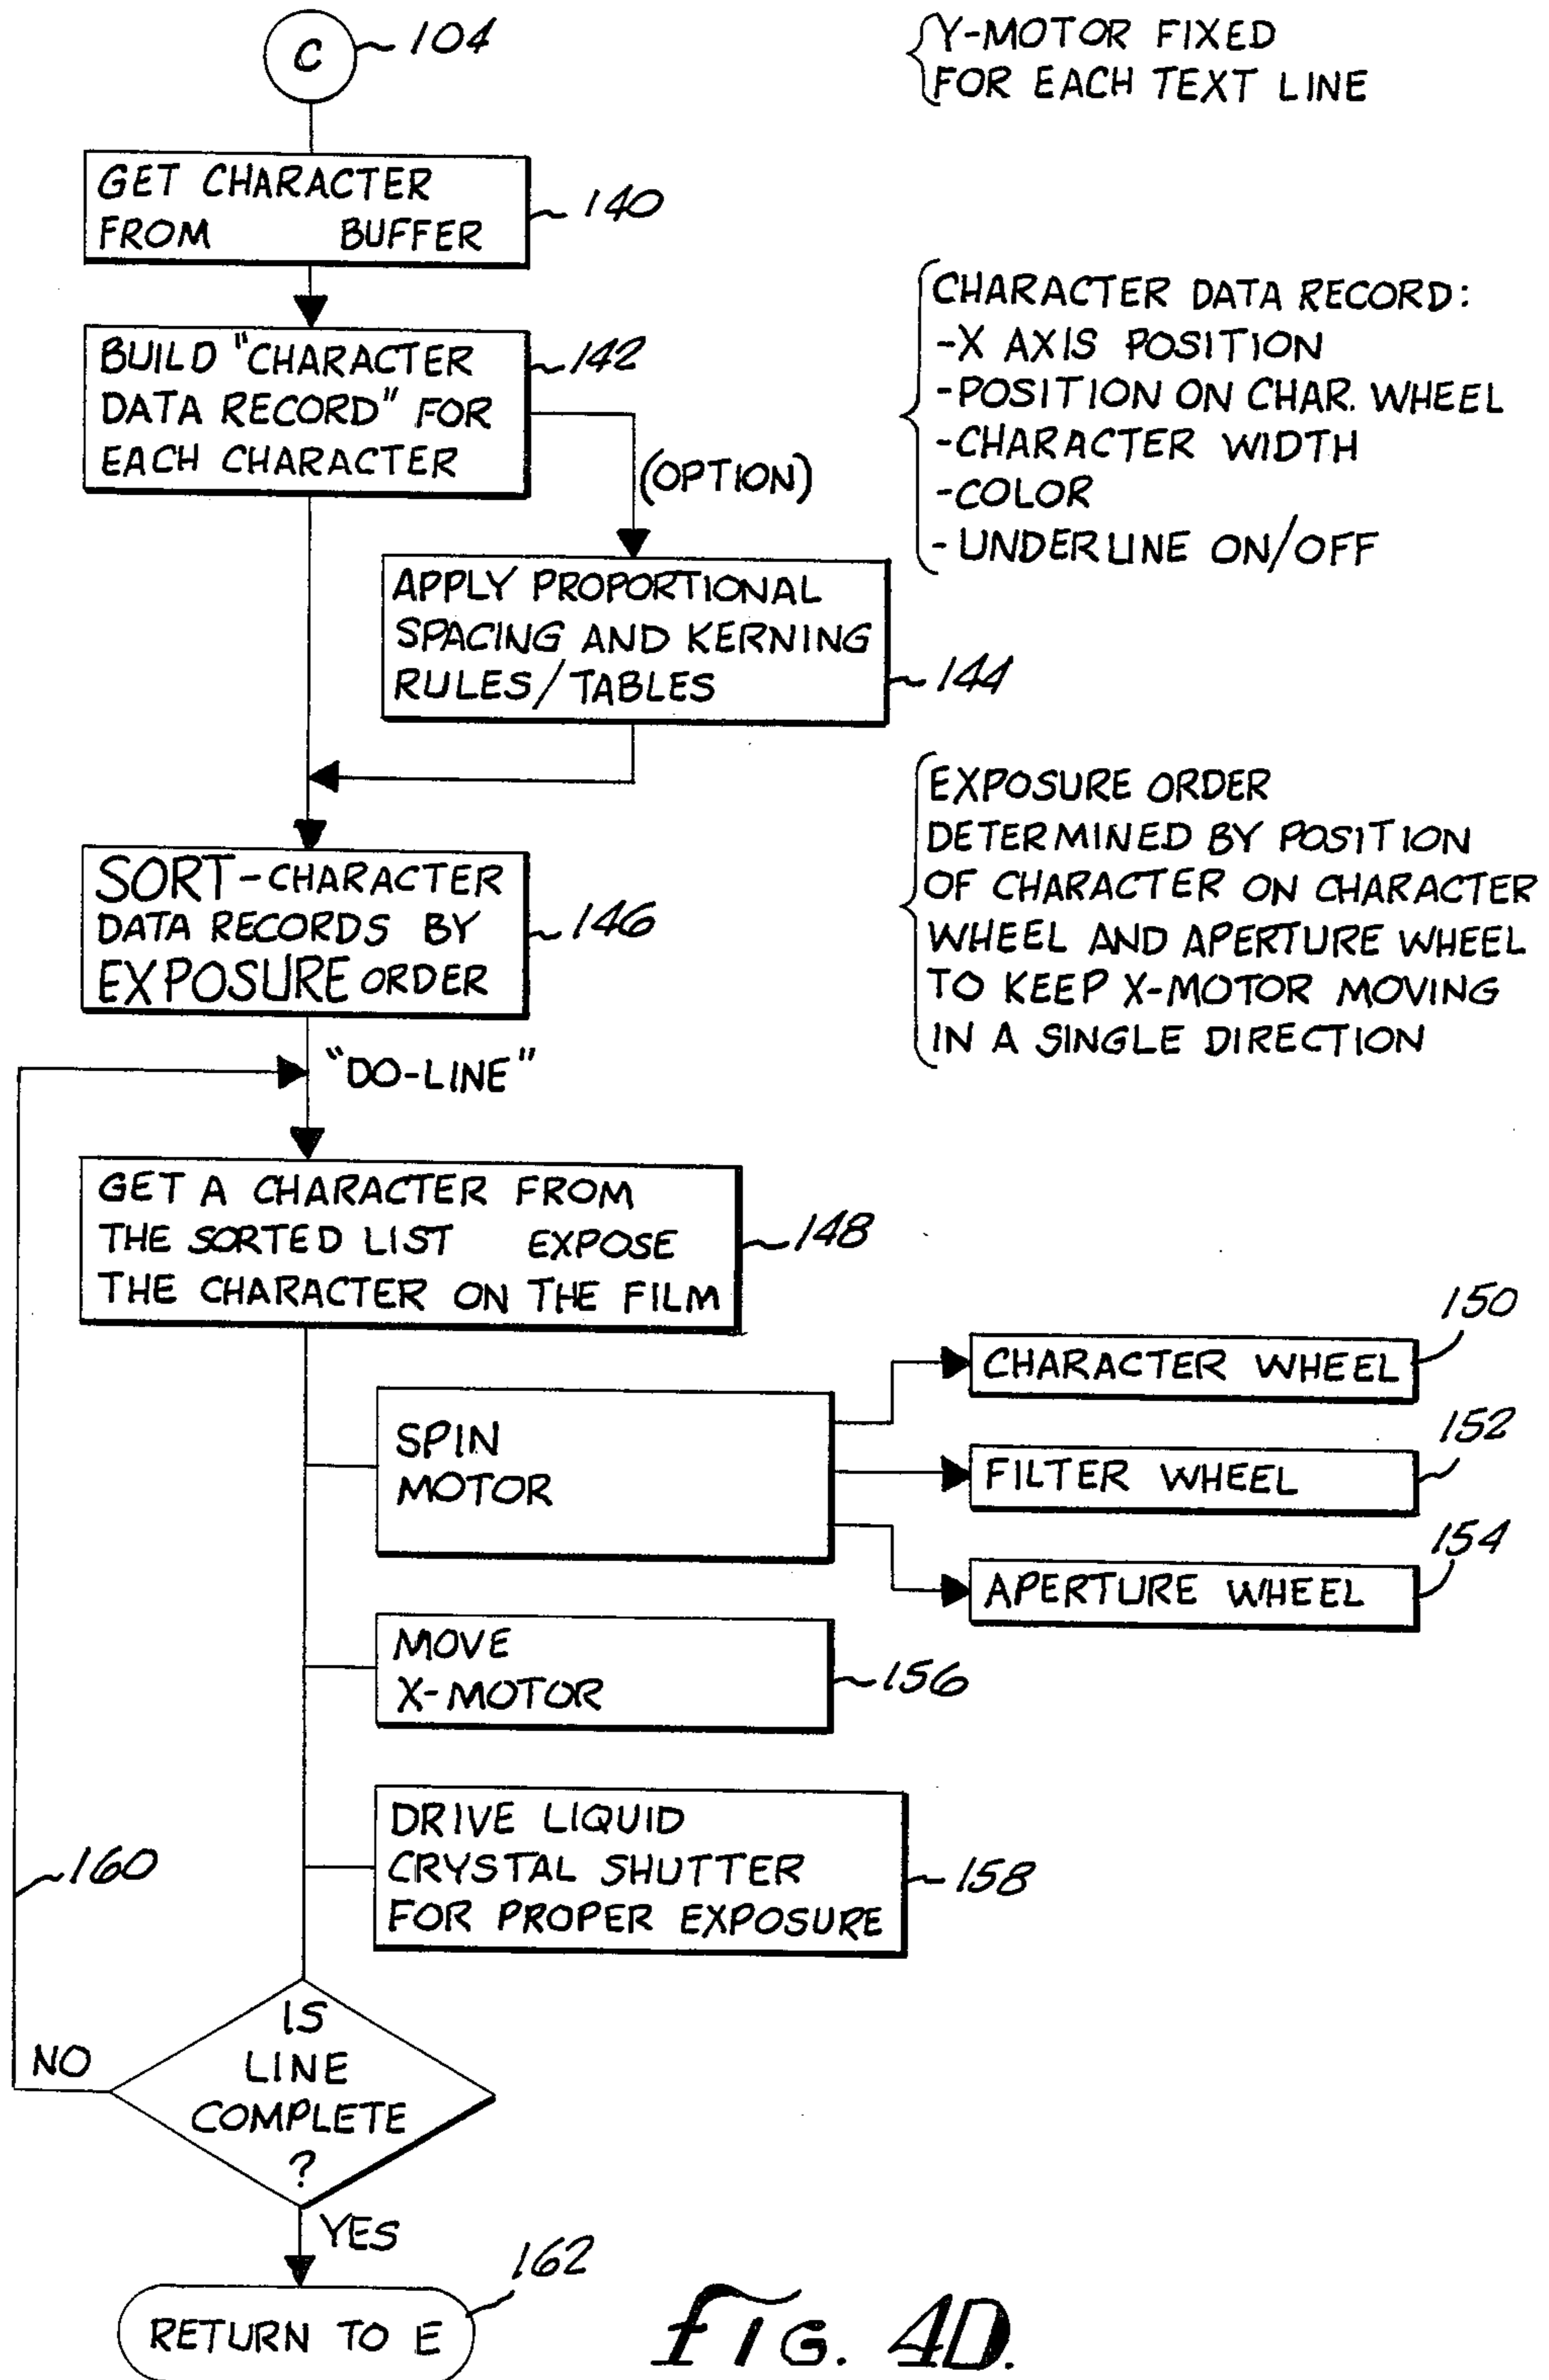 C
104
{Y-MOTOR FIXED
FOR EACH TEXT LINE
GET CHARACTER
FROM BUFFER
140
BUILD "CHARACTER
DATA RECORD" FOR
EACH CHARACTER
142
CHARACTER DATA RECORD:
-X AXIS POSITION
-POSITION ON CHAR. WHEEL
-CHARACTER WIDTH
-COLOR
- UNDERLINE ON/OFF
(OPTION)
APPLY PROPORTIONAL
SPACING AND KERNING
RULES/TABLES
144
EXPOSURE ORDER
DETERMINED BY POSITION
OF CHARACTER ON CHARACTER
WHEEL AND APERTURE WHEEL
TO KEEP X-MOTOR MOVING
IN A SINGLE DIRECTION
SORT-CHARACTER
DATA RECORDS BY
EXPOSURE ORDER
146
"DO-LINE"
GET A CHARACTER FROM
THE SORTED LIST EXPOSE
THE CHARACTER ON THE FILM
148
SPIN
MOTOR
CHARACTER WHEEL
150
FILTER WHEEL
152
APERTURE WHEEL
154
MOVE
X-MOTOR
156
DRIVE LIQUID
CRYSTAL SHUTTER
FOR PROPER EXPOSURE
158
160
IS
LINE
COMPLETE
?
NO
YES
RETURN TO E
162
FIG. 4D.